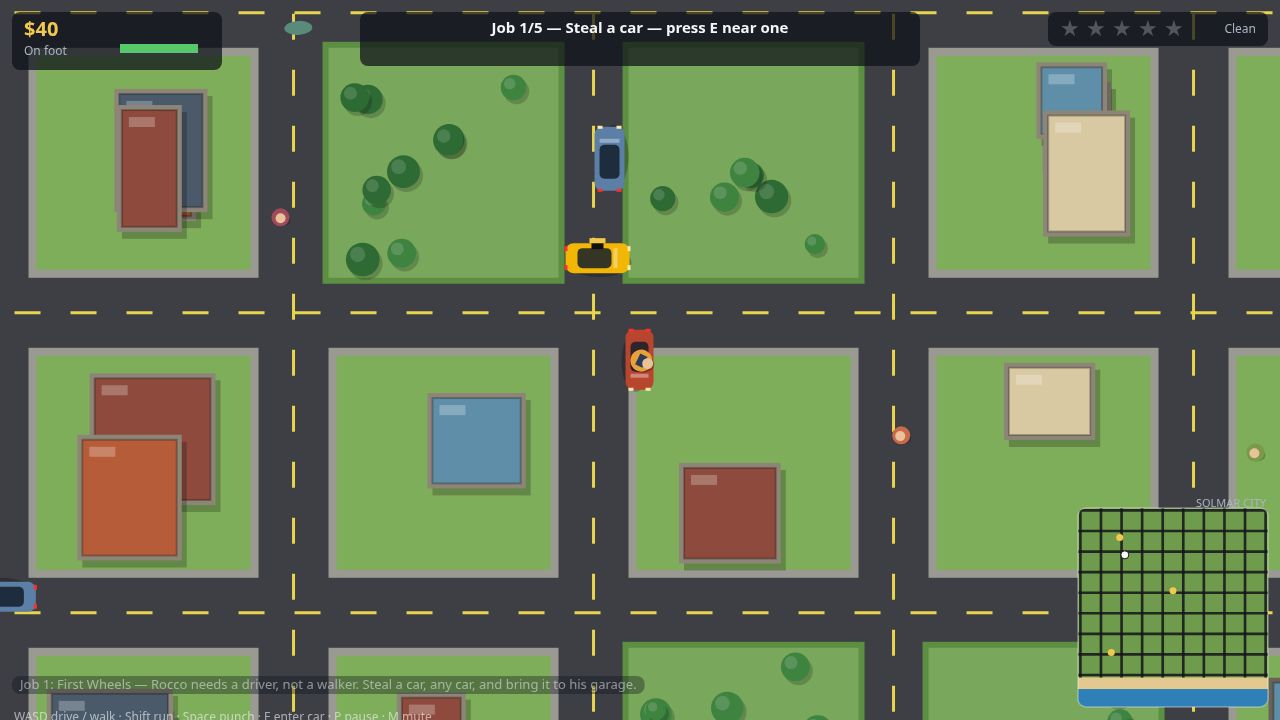 $40
On foot
Job 1/5 — Steal a car — press E near one
Clean
SOLMAR CITY
Job 1: First Wheels — Rocco needs a driver, not a walker. Steal a car, any car, and bring it to his garage.
WASD drive / walk · Shift run · Space punch · E enter car · P pause · M mute